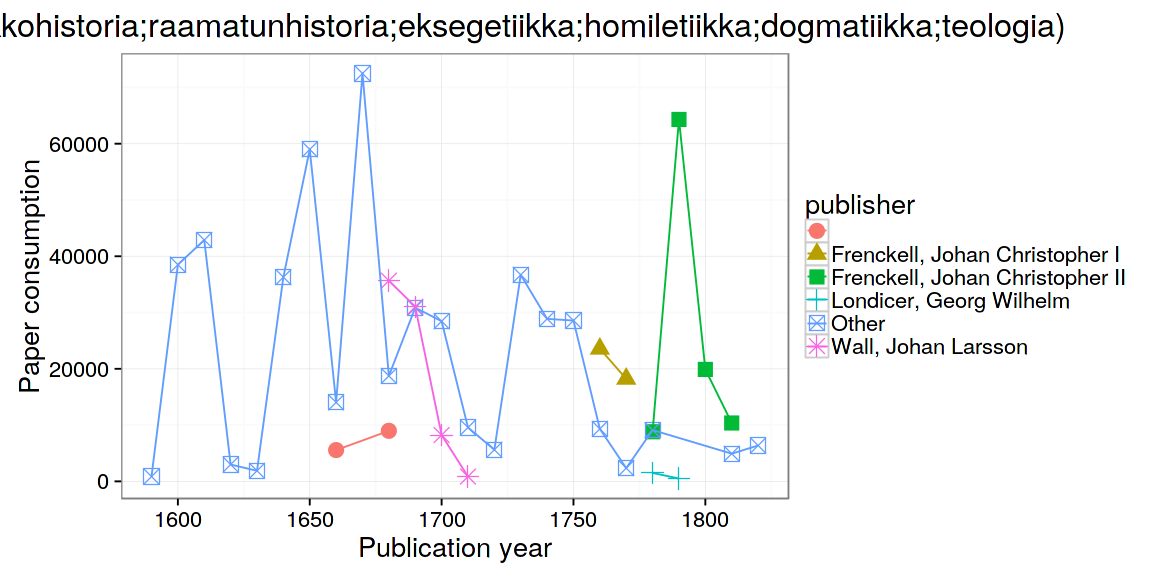 kohistoria;raamatunhistoria;eksegetiikka;homiletiikka;dogmatiikka;teologia)
60000
40000
20000
0
Paper consumption
1600 1650 1700 1750 1800
Publication year
publisher
Frenckell, Johan Christopher I
Frenckell, Johan Christopher II
Londicer, Georg Wilhelm
Other
Wall, Johan Larsson